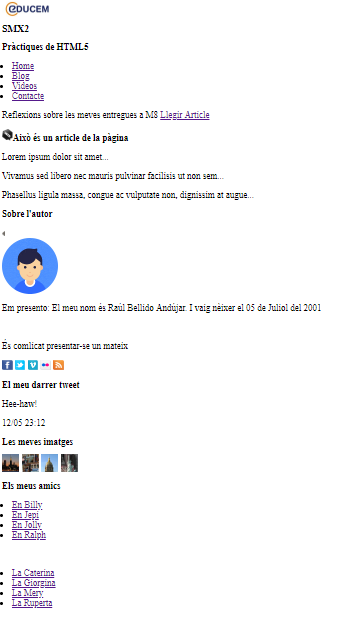 EDUCEM
SMX2
Pràctiques de HTML5
Home
Blog
Videos
Contacte
Reflexions sobre les meves entregues a M8 Llegir Article
Això és un article de la pàgina
Lorem ipsum dolor sit amet...
Vivamus sed libero nec mauris pulvinar facilisis ut non sem...
Phasellus ligula massa, congue ac vulputate non, dignissim at augue...
Sobre l'autor
Em presento: El meu nom és Raúl Bellido Andújar. I vaig néixer el 05 de Juliol del 2001
És comlicat presentar-se un mateix
El meu darrer tweet
Hee-haw!
12/05 23:12
Les meves imatges
Els meus amics
En Billy
En Jepi
En Jolly
En Ralph
La Caterina
La Giorgina
La Mery
La Ruperta